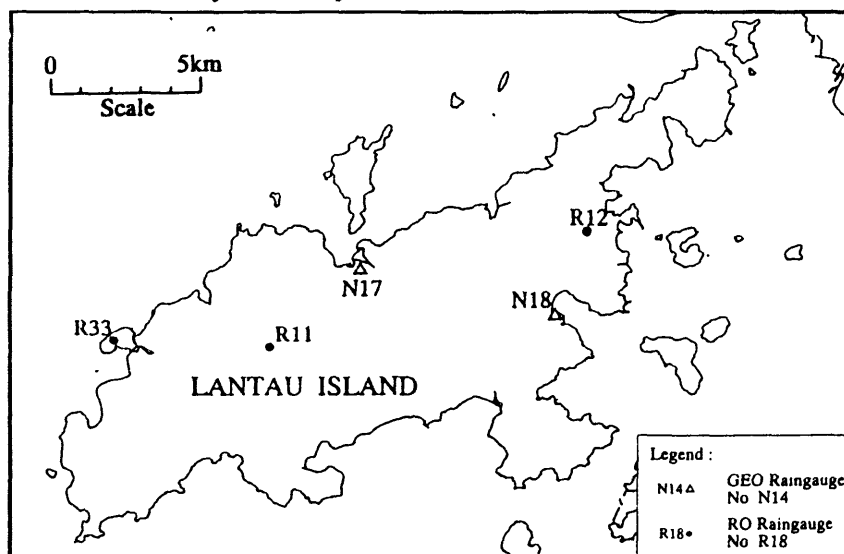 0 5km
Scale
R12
N17
N18
R33
R11
LANTAU ISLAND
Legend :
N14 GEO Raingauge
No N14
R18 RO Raingauge
No R18